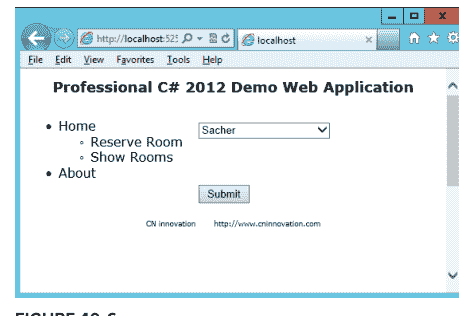 http://localhost:525
localhost
File Edit View Favorites Tools Help
Professional C# 2012 Demo Web Application
• Home
◦ Reserve Room
◦ Show Rooms
• About
Sacher
Submit
CN innovation http://www.cninnovation.com